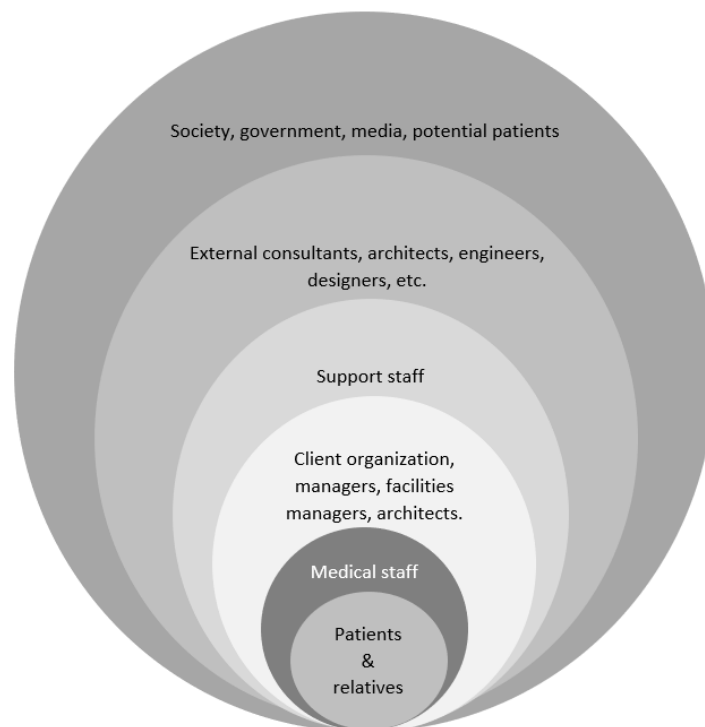 Society, government, media, potential patients
External consultants, architects, engineers,
designers, etc.
Support staff
Client organization,
managers, facilities
managers, architects.
Medical staff
Patients
&
relatives